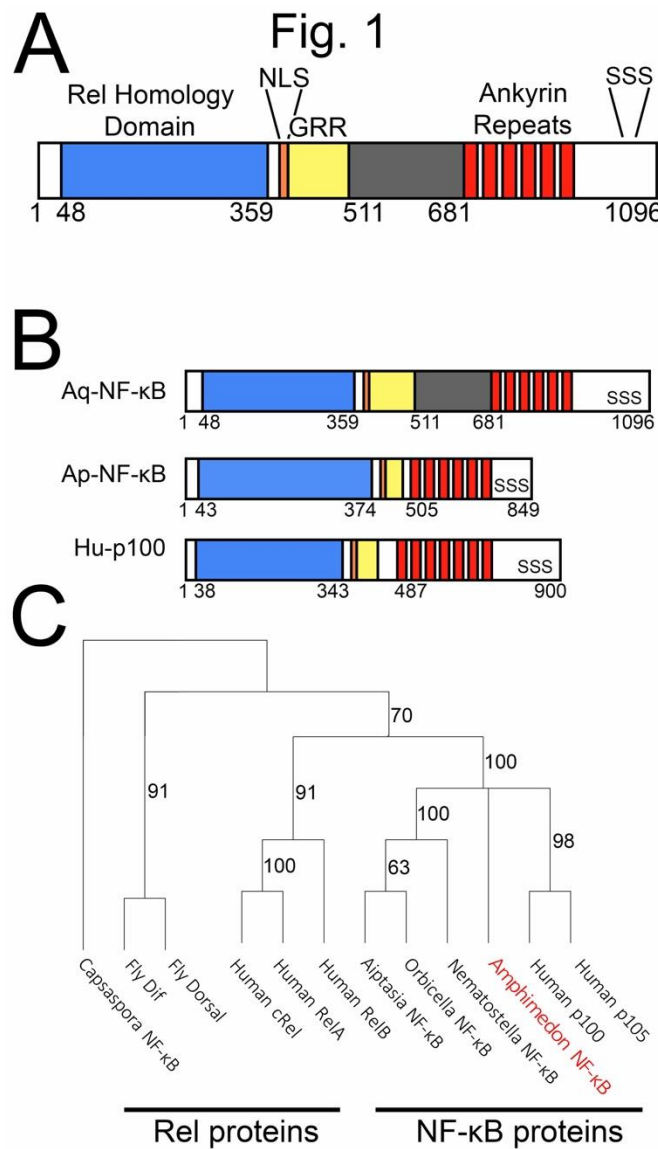 Fig. 1
A
NLS
SSS
Rel Homology
Domain
GRR
Ankyrin
Repeats
1 48 359 511 681 1096
B
Aq-NF-κB
SSS
1 48 359 511 681 1096
Ap-NF-κB
SSS
1 43 374 505 849
Hu-p100
SSS
1 38 343 487 900
C
70
100
91
91
100
98
100
63
Capsaspora NF-κB
Fly Dif
Fly Dorsal
Human cRel
Human RelA
Human RelB
Aiptasia NF-κB
Orbicella NF-κB
Nematostella NF-κB
Amphimedon NF-κB
Human p100
Human p105
Rel proteins
NF-κB proteins